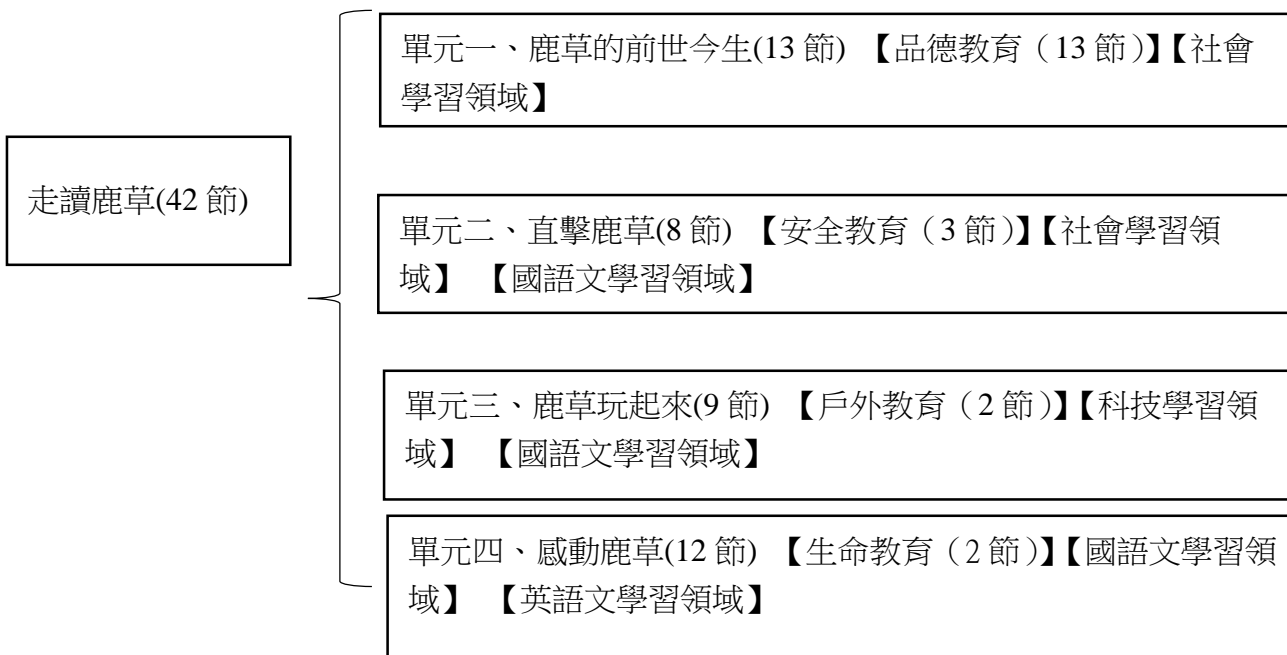 單元一、鹿草的前世今生(13 節) 【品德教育（13 節）】【社會
學習領域】
走讀鹿草(42 節)
單元二、直擊鹿草(8 節) 【安全教育（3 節）】【社會學習領
域】 【國語文學習領域】
單元三、鹿草玩起來(9 節) 【戶外教育（2 節）】【科技學習領
域】 【國語文學習領域】
單元四、感動鹿草(12 節) 【生命教育（2 節）】【國語文學習領
域】 【英語文學習領域】